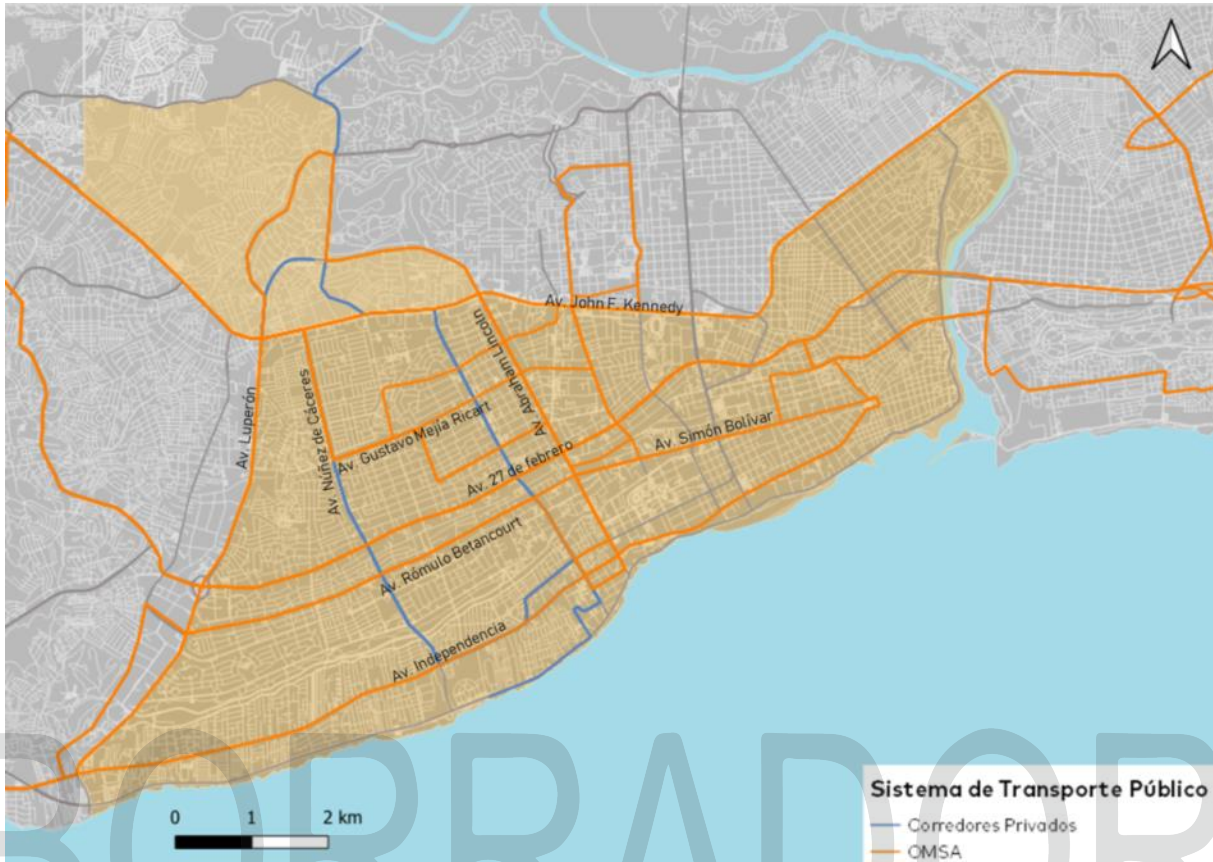 Av. John F. Kennedy
Av. Abraham Lincoln
Av. Luperón
Av. Nuñez de Cáceres
Av. Gustavo Mejía Ricart
Av. Simón Bolívar
Av. 27 de febrero
Av. Rómulo Betancourt
Av. Independencia
BORRADOR
0 1 2 km
Sistema de Transporte Público
Corredores Privados
OMSA